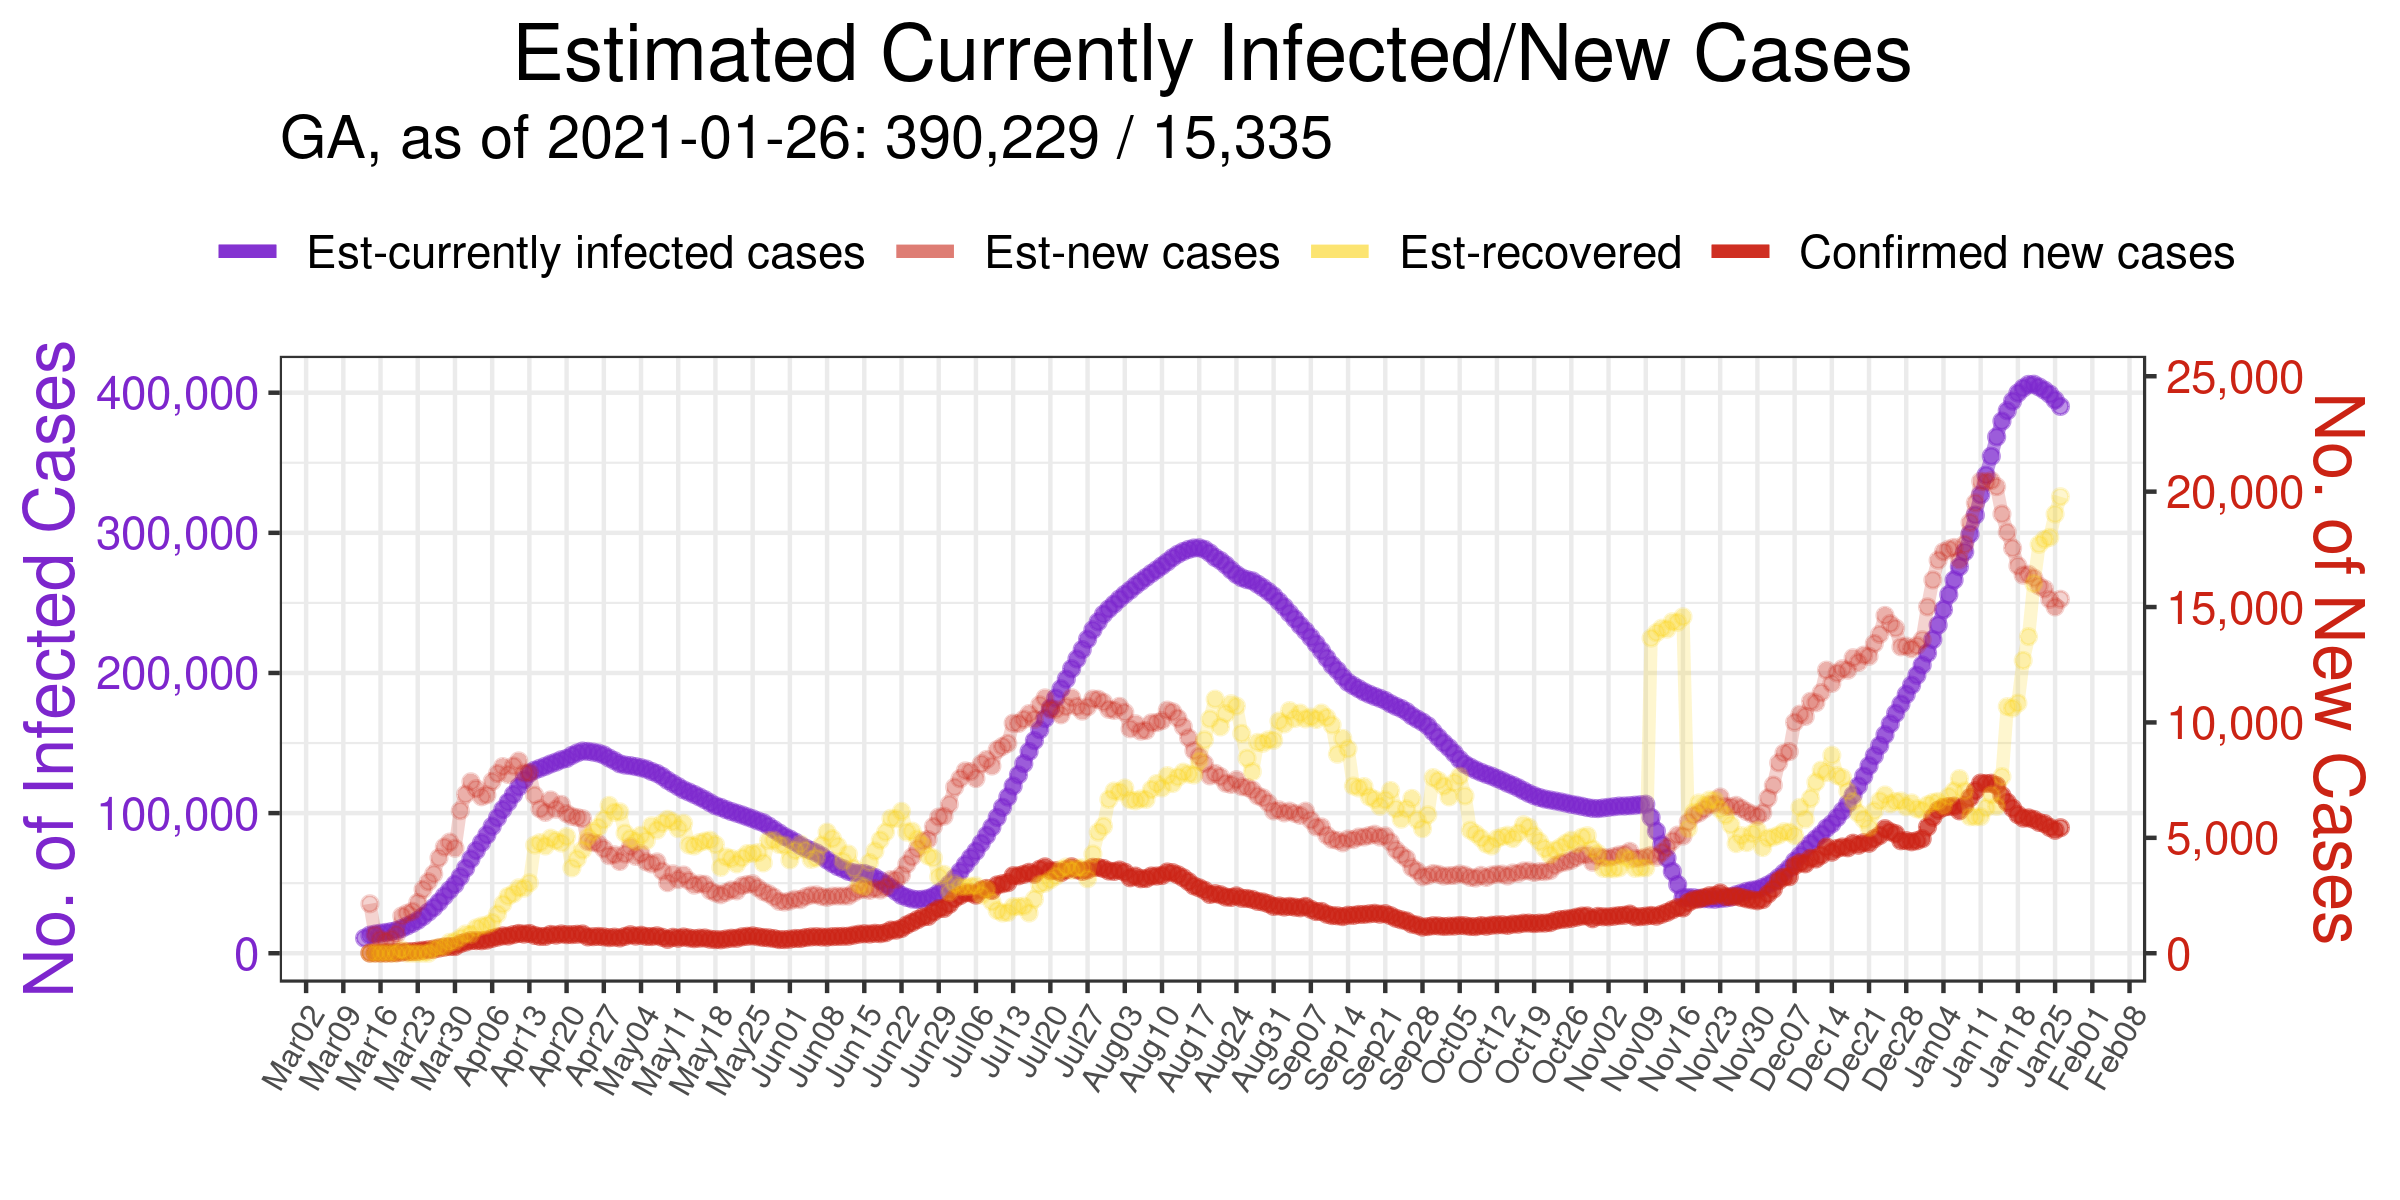 Estimated Currently Infected/New Cases
GA, as of 2021-01-26: 390,229 / 15,335
Est-currently infected cases
Est-new cases
Est-recovered
Confirmed new cases
No. of Infected Cases
400,000
300,000
200,000
100,000
0
25,000
20,000
15,000
10,000
5,000
0
No. of New Cases
Mar02
Mar09
Mar16
Mar23
Mar30
Apr06
Apr13
Apr20
Apr27
May04
May11
May18
May25
Jun01
Jun08
Jun15
Jun22
Jun29
Jul06
Jul13
Jul20
Jul27
Aug03
Aug10
Aug17
Aug24
Aug31
Sep07
Sep14
Sep21
Sep28
Oct05
Oct12
Oct19
Oct26
Nov02
Nov09
Nov16
Nov23
Nov30
Dec07
Dec14
Dec21
Dec28
Jan04
Jan11
Jan18
Jan25
Feb01
Feb08